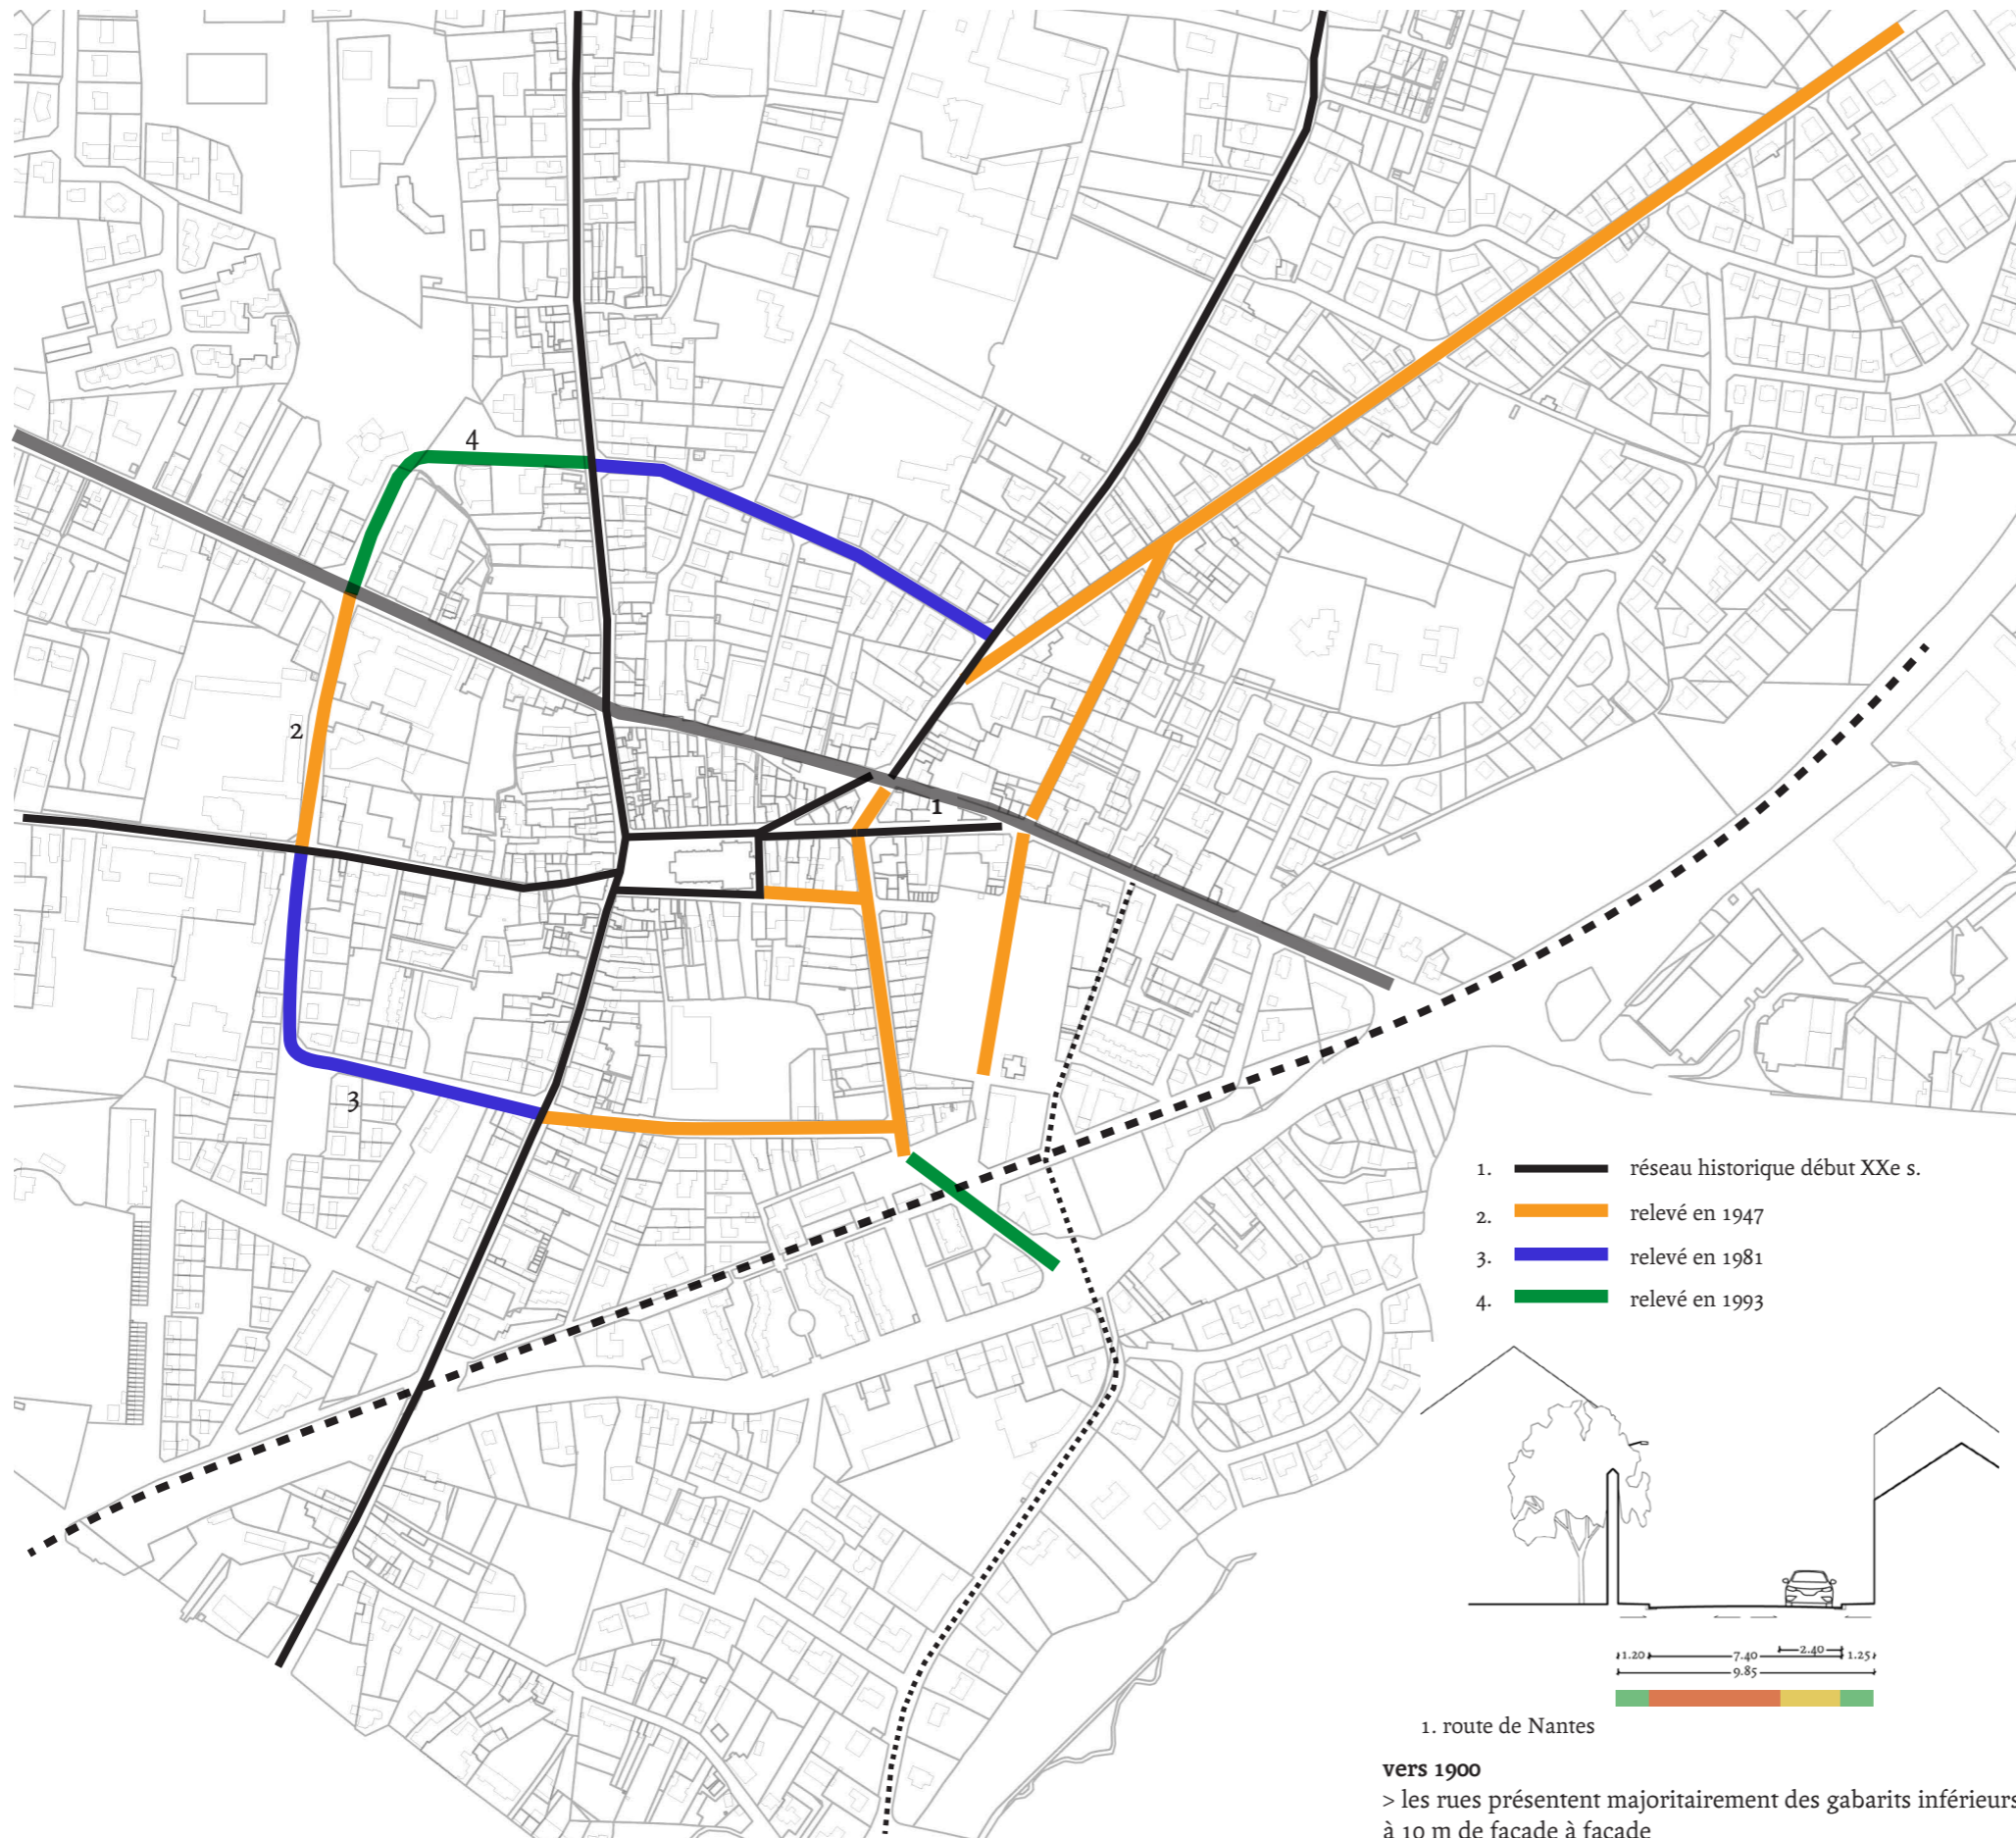 4
2
1
3
1. réseau historique début XXe s.
2. relevé en 1947
3. relevé en 1981
4. relevé en 1993
1.20 7.40 2.40 1.25
9.85
1. route de Nantes
vers 1900
> les rues présentent majoritairement des gabarits inférieurs
à 10 m de façade à façade